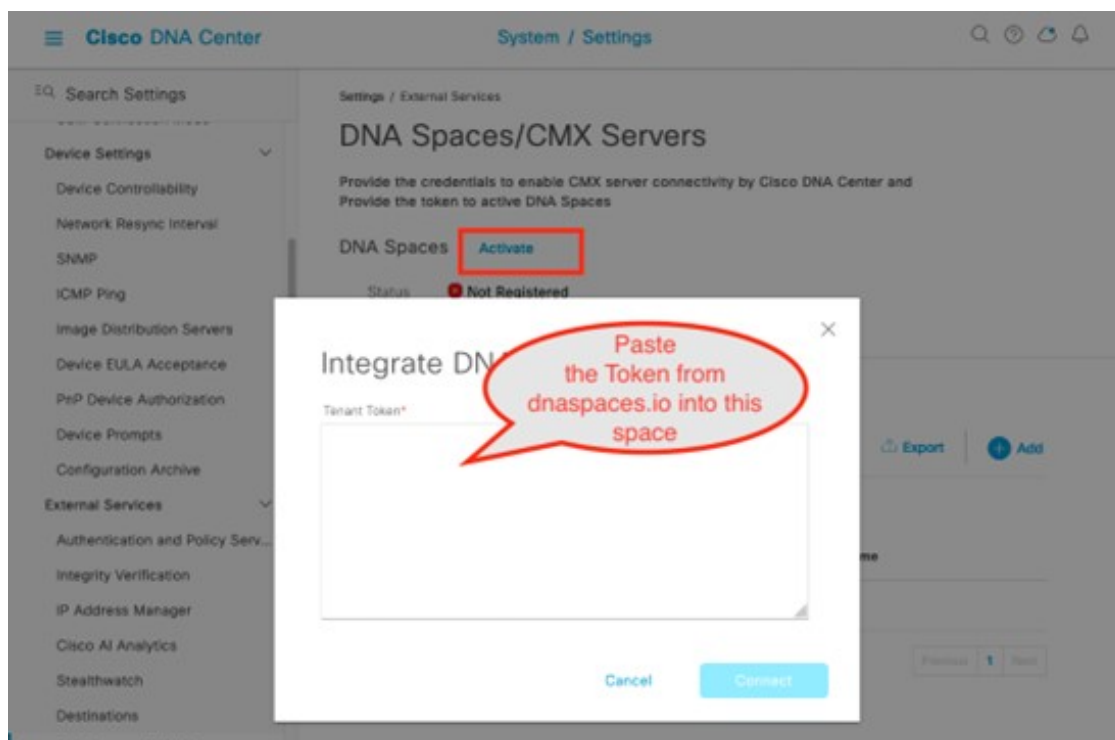 Cisco DNA Center
System / Settings
Search Settings
Device Settings
Device Controllability
Network Resync Interval
SNMP
ICMP Ping
Image Distribution Servers
Device EULA Acceptance
PnP Device Authorization
Device Prompts
Configuration Archive
External Services
Authentication and Policy Serv...
Integrity Verification
IP Address Manager
Cisco AI Analytics
Stealthwatch
Destinations
Settings / External Services
DNA Spaces/CMX Servers
Provide the credentials to enable CMX server connectivity by Cisco DNA Center and
Provide the token to active DNA Spaces
DNA Spaces Activate
Status Not Registered
Integrate DN
Paste
the Token from
dnaspaces.io into this
space
Tenant Token*
Export Add
me
Previous 1 Next
Cancel Connect